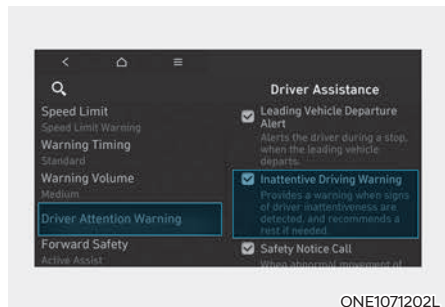 Driver Assistance
Speed Limit
Speed Limit Warning
Warning Timing
Standard
Warning Volume
Medium
Driver Attention Warning
Forward Safety
Active Assist
Leading Vehicle Departure
Alert
Alerts the driver during a stop,
when the leading vehicle
departs.
Inattentive Driving Warning
Provides a warning when signs
of driver inattentiveness are
detected, and recommends a
rest if needed.
Safety Notice Call
When abnormal movement of
ONE1071202L